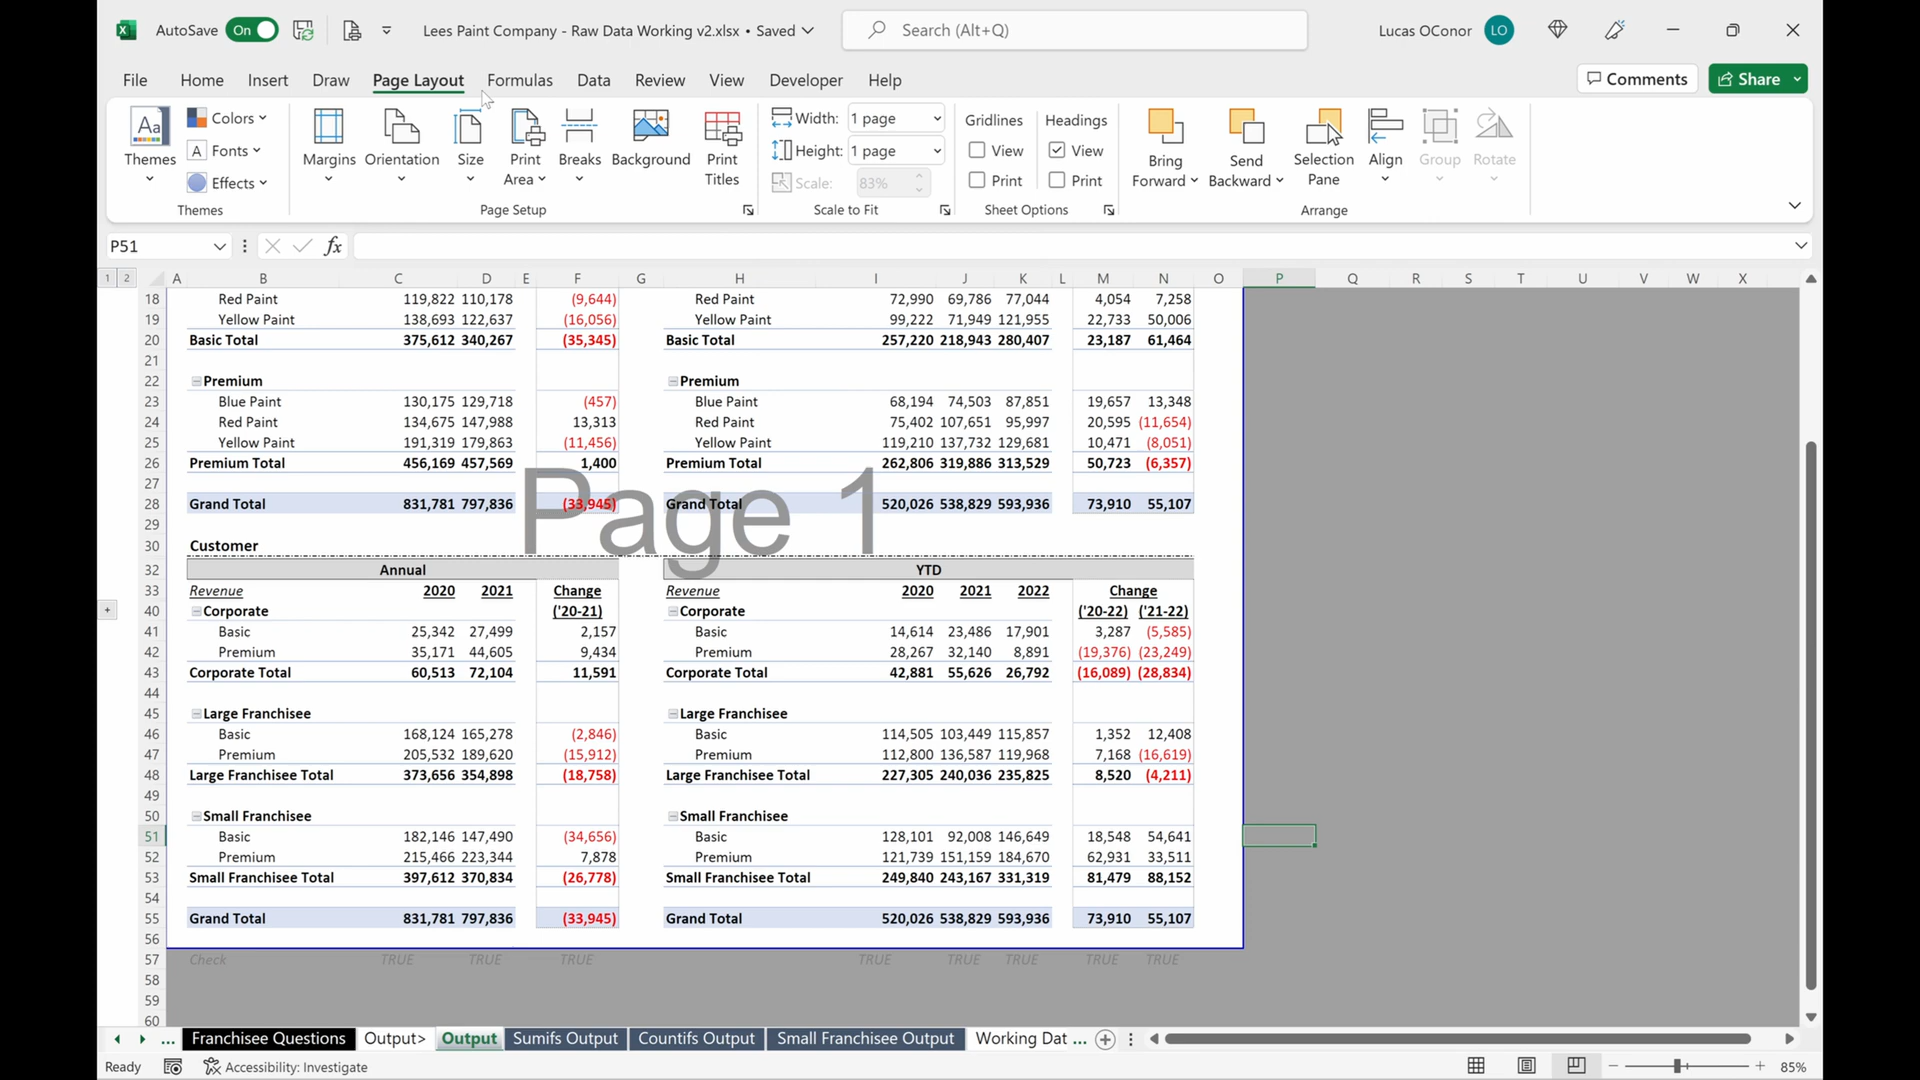 AutoSave On Lees Paint Company - Raw Data Working v2.xlsx • Saved Search (Alt+Q) Lucas OConor LO
File Home Insert Draw Page Layout Formulas Data Review View Developer Help Comments Share
Themes Colors Fonts Effects Margins Orientation Size Print Area Breaks Background Print Titles Width: 1 page Height: 1 page Scale: 83% Gridlines View Print Headings View Print Bring Forward Send Backward Selection Pane Align Group Rotate
Themes Page Setup Scale to Fit Sheet Options Arrange
P51 fx
1 2 A B C D E F G H I J K L M N O P Q R S T U V W X
18 Red Paint 119,822 110,178 (9,644) Red Paint 72,990 69,786 77,044 4,054 7,258
19 Yellow Paint 138,693 122,637 (16,056) Yellow Paint 99,222 71,949 121,955 22,733 50,006
20 Basic Total 375,612 340,267 (35,345) Basic Total 257,220 218,943 280,407 23,187 61,464
21
22 Premium Premium
23 Blue Paint 130,175 129,718 (457) Blue Paint 68,194 74,503 87,851 19,657 13,348
24 Red Paint 134,675 147,988 13,313 Red Paint 75,402 107,651 95,997 20,595 (11,654)
25 Yellow Paint 191,319 179,863 (11,456) Yellow Paint 119,210 137,732 129,681 10,471 (8,051)
26 Premium Total 456,169 457,569 1,400 Premium Total 262,806 319,886 313,529 50,723 (6,357)
27
Page 1
28 Grand Total 831,781 797,836 (33,945) Grand Total 520,026 538,829 593,936 73,910 55,107
29
30 Customer
32 Annual YTD
33 Revenue 2020 2021 Change Revenue 2020 2021 2022 Change
40 Corporate ('20-21) Corporate ('20-22) ('21-22)
41 Basic 25,342 27,499 2,157 Basic 14,614 23,486 17,901 3,287 (5,585)
42 Premium 35,171 44,605 9,434 Premium 28,267 32,140 8,891 (19,376) (23,249)
43 Corporate Total 60,513 72,104 11,591 Corporate Total 42,881 55,626 26,792 (16,089) (28,834)
44
45 Large Franchisee Large Franchisee
46 Basic 168,124 165,278 (2,846) Basic 114,505 103,449 115,857 1,352 12,408
47 Premium 205,532 189,620 (15,912) Premium 112,800 136,587 119,968 7,168 (16,619)
48 Large Franchisee Total 373,656 354,898 (18,758) Large Franchisee Total 227,305 240,036 235,825 8,520 (4,211)
49
50 Small Franchisee Small Franchisee
51 Basic 182,146 147,490 (34,656) Basic 128,101 92,008 146,649 18,548 54,641
52 Premium 215,466 223,344 7,878 Premium 121,739 151,159 184,670 62,931 33,511
53 Small Franchisee Total 397,612 370,834 (26,778) Small Franchisee Total 249,840 243,167 331,319 81,479 88,152
54
55 Grand Total 831,781 797,836 (33,945) Grand Total 520,026 538,829 593,936 73,910 55,107
56
57 Check TRUE TRUE TRUE TRUE TRUE TRUE TRUE TRUE
58
59
60
... Franchisee Questions Output> Output Sumifs Output Countifs Output Small Franchisee Output Working Dat ...
Ready Accessibility: Investigate 85%